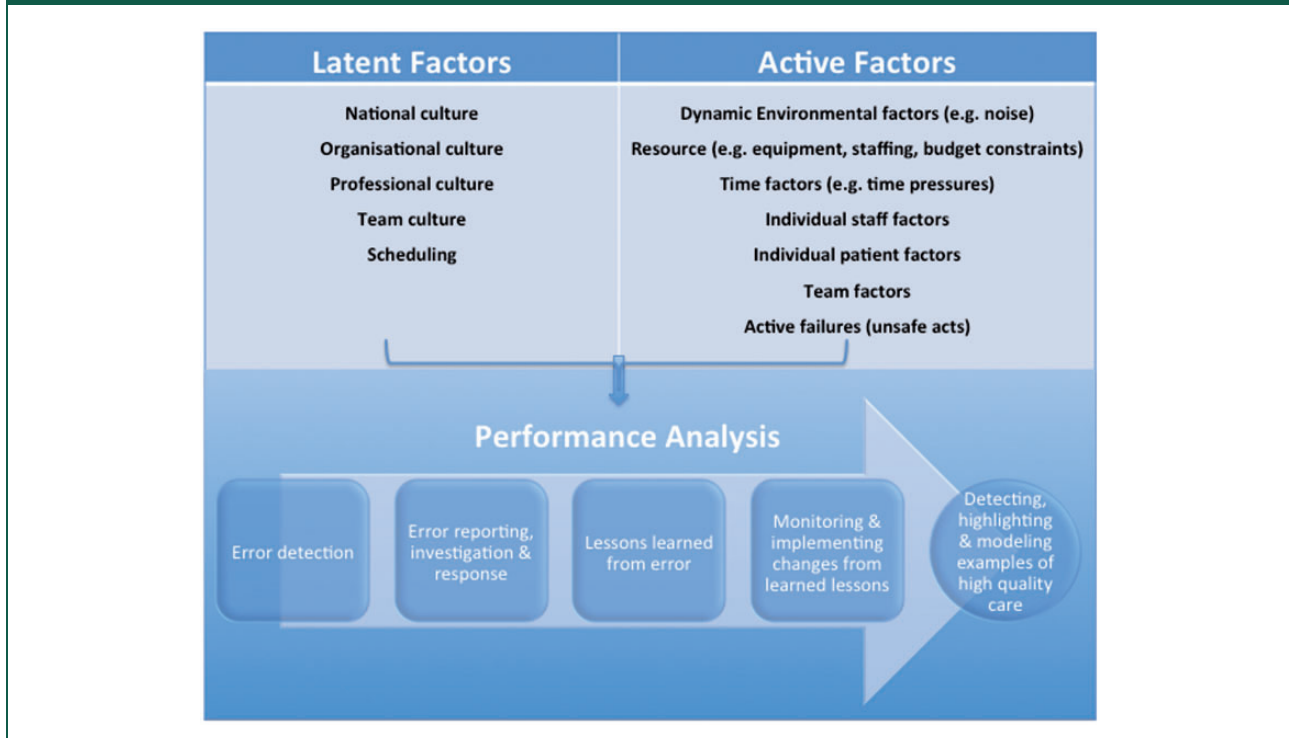 Latent Factors
Active Factors
National culture
Organisational culture
Professional culture
Team culture
Scheduling
Dynamic Environmental factors (e.g. noise)
Resource (e.g. equipment, staffing, budget constraints)
Time factors (e.g. time pressures)
Individual staff factors
Individual patient factors
Team factors
Active failures (unsafe acts)
Performance Analysis
Error detection
Error reporting,
investigation &
response
Lessons learned
from error
Monitoring &
implementing
changes from
learned lessons
Detecting,
highlighting
& modeling
examples of
high quality
care